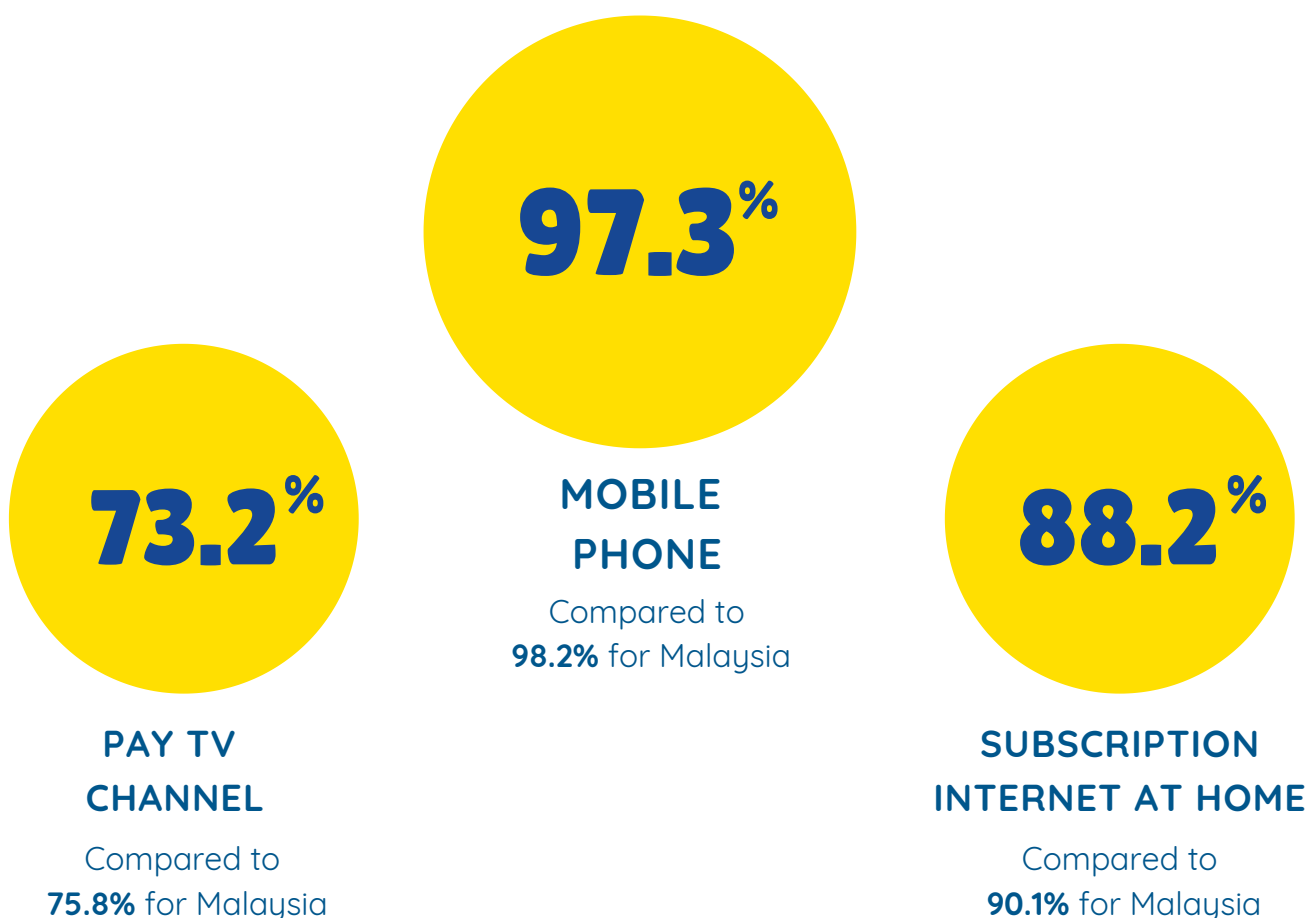 97.3%
MOBILE
PHONE
Compared to
98.2% for Malaysia
73.2%
PAY TV
CHANNEL
Compared to
75.8% for Malaysia
88.2%
SUBSCRIPTION
INTERNET AT HOME
Compared to
90.1% for Malaysia